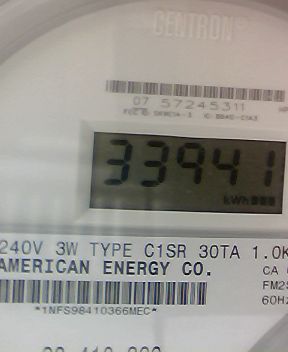 CENTRON
07 57245311
33941
kWh
240V 3W TYPE C1SR 30TA 1.0K
AMERICAN ENERGY CO.
CA
FM2S
60Hz
*1NFS98410366MEC*